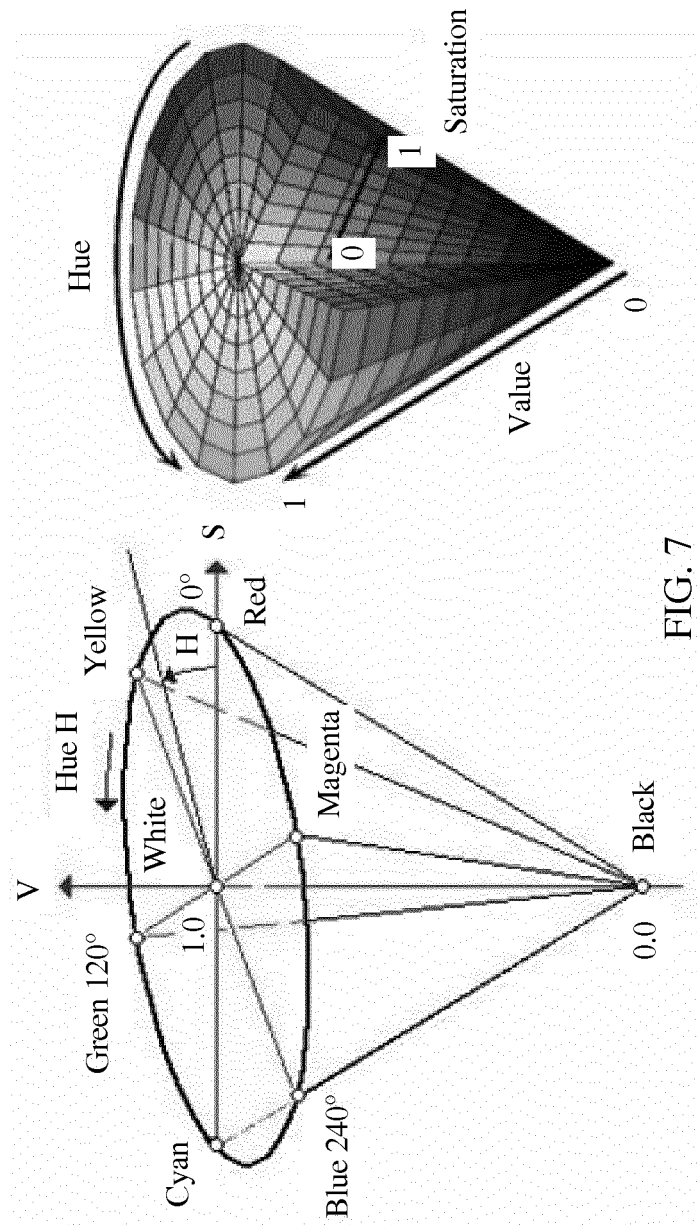 V
Hue H
Green 120°
Yellow
White
Cyan
1.0
H
0°
S
Red
Blue 240°
Magenta
0.0
Black
Hue
1
0
1
Saturation
Value
0
FIG. 7